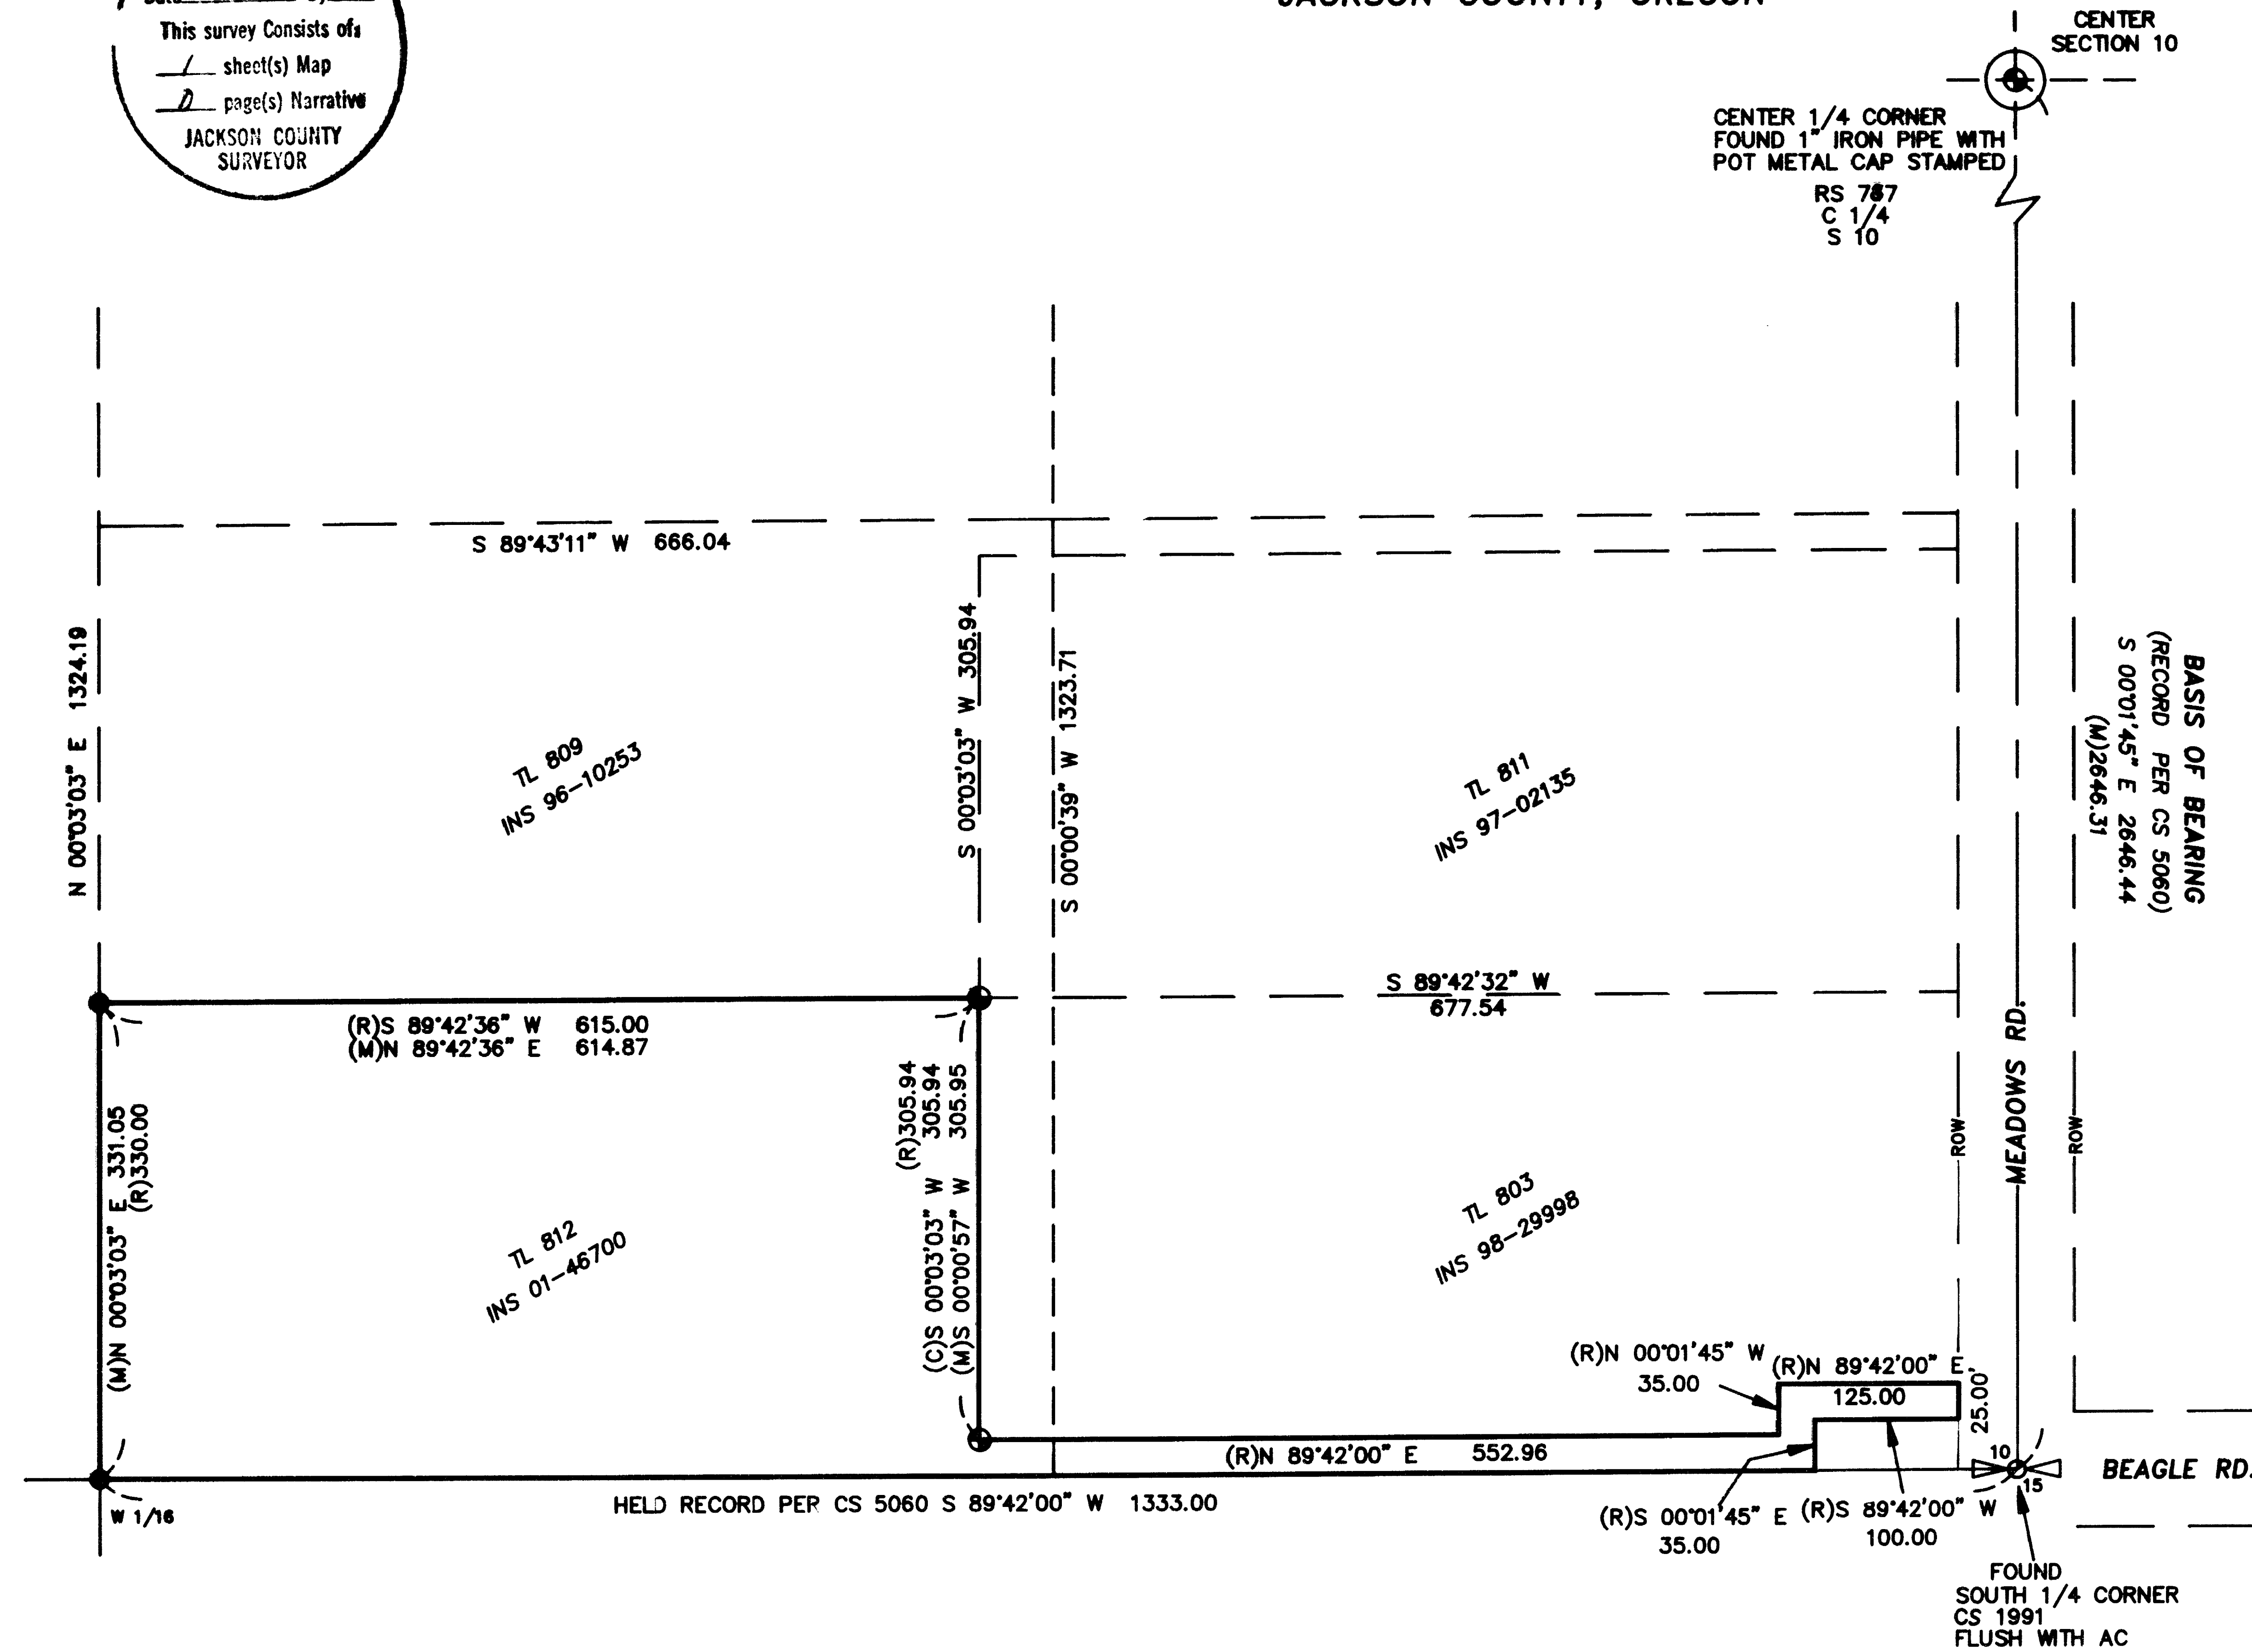 JACKSON COUNTY, OREGON
This survey Consists of:
1 sheet(s) Map
0 page(s) Narrative
JACKSON COUNTY
SURVEYOR
CENTER
SECTION 10
CENTER 1/4 CORNER
FOUND 1" IRON PIPE WITH
POT METAL CAP STAMPED
RS 787
C 1/4
S 10
S 89°43'11" W 666.04
N 00°03'03" E 1324.19
S 00°03'03" W 305.94
S 00°00'39" W 1323.71
TL 809
INS 96-10253
TL 811
INS 97-02135
BASIS OF BEARING
(RECORD PER CS 5060)
S 00°01'45" E 2646.44
(M)2646.31
S 89°42'32" W
677.54
(R)S 89°42'36" W 615.00
(M)N 89°42'36" E 614.87
(M)N 00°03'03" E 331.05
(R)330.00
(R)305.94
(C)S 00°03'03" W 305.94
(M)S 00°00'57" W 305.95
TL 812
INS 01-46700
TL 803
INS 98-29998
ROW
MEADOWS RD.
ROW
(R)N 00°01'45" W
35.00
(R)N 89°42'00" E
125.00
25.00'
(R)N 89°42'00" E 552.96
10
15
BEAGLE RD.
W 1/16
HELD RECORD PER CS 5060 S 89°42'00" W 1333.00
(R)S 00°01'45" E
35.00
(R)S 89°42'00" W
100.00
FOUND
SOUTH 1/4 CORNER
CS 1991
FLUSH WITH AC